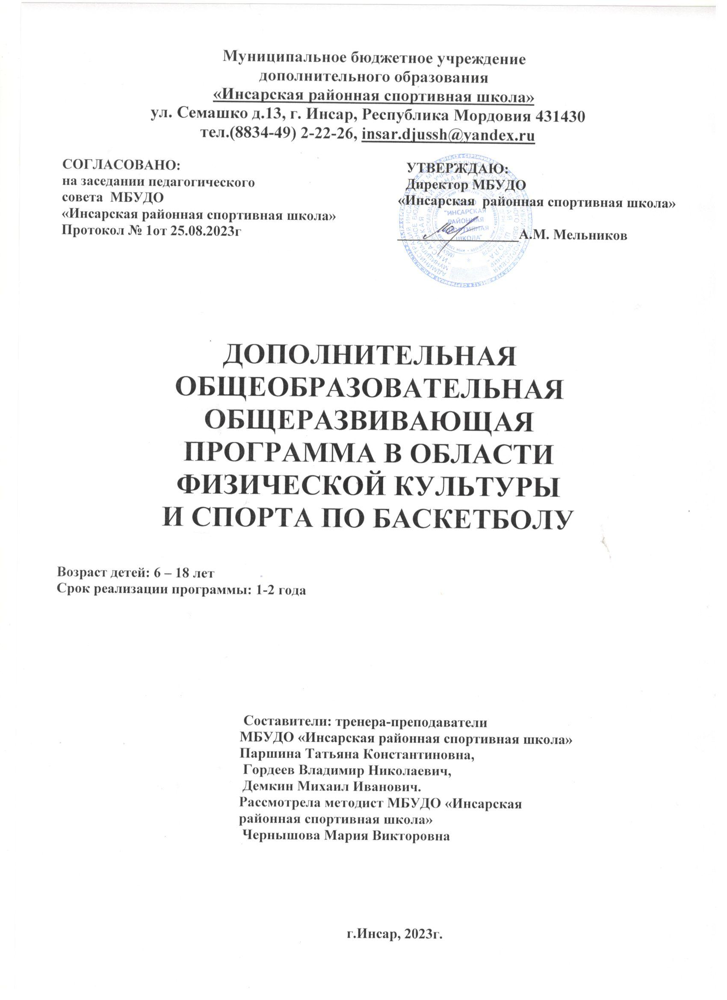 Муниципальное бюджетное учреждение
дополнительного образования
«Инсарская районная спортивная школа»
ул. Семашко д.13, г. Инсар, Республика Мордовия 431430
тел.(8834-49) 2-22-26, insar.djussh@yandex.ru
СОГЛАСОВАНО:
на заседании педагогического
совета МБУДО
«Инсарская районная спортивная школа»
Протокол № 1от 25.08.2023г
УТВЕРЖДАЮ:
Директор МБУДО
«Инсарская районная спортивная школа»
А.М. Мельников
"ИНСАРСКАЯ
РАЙОННАЯ
СПОРТИВНАЯ
ШКОЛА"
ДОПОЛНИТЕЛЬНАЯ
ОБЩЕОБРАЗОВАТЕЛЬНАЯ
ОБЩЕРАЗВИВАЮЩАЯ
ПРОГРАММА В ОБЛАСТИ
ФИЗИЧЕСКОЙ КУЛЬТУРЫ
И СПОРТА ПО БАСКЕТБОЛУ
Возраст детей: 6 – 18 лет
Срок реализации программы: 1-2 года
Составители: тренера-преподаватели
МБУДО «Инсарская районная спортивная школа»
Паршина Татьяна Константиновна,
Гордеев Владимир Николаевич,
Демкин Михаил Иванович.
Рассмотрела методист МБУДО «Инсарская
районная спортивная школа»
Чернышова Мария Викторовна
г.Инсар, 2023г.